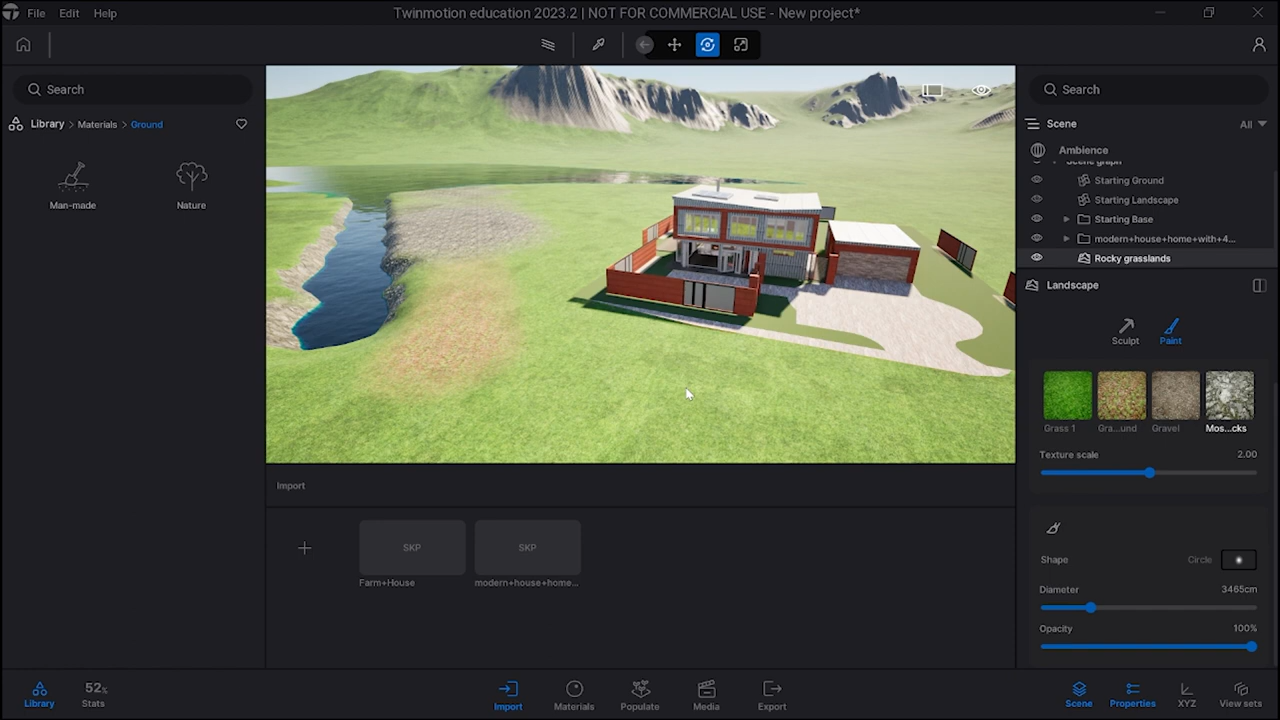 File Edit Help
Twinmotion education 2023.2 | NOT FOR COMMERCIAL USE - New project*
Search
Library > Materials > Ground
Man-made
Nature
Import
SKP
SKP
Farm+House
modern+house+home...
Search
Scene
All
Ambience
Scene graph
Starting Ground
Starting Landscape
Starting Base
modern+house+home+with+4...
Rocky grasslands
Landscape
Sculpt
Paint
Grass 1
Gra...und
Gravel
Mos...cks
Texture scale
2.00
Shape
Circle
Diameter
3465cm
Opacity
100%
Library
52%
Stats
Import
Materials
Populate
Media
Export
Scene
Properties
XYZ
View sets